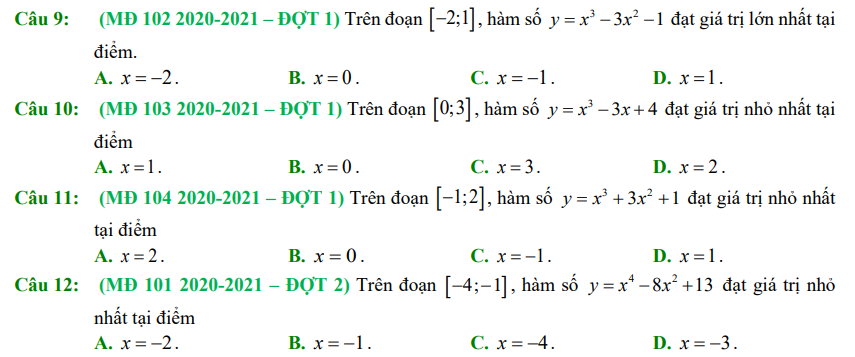 Câu 9: (MĐ 102 2020-2021 – ĐỢT 1) Trên đoạn [−2;1], hàm số y = x³ − 3x² − 1 đạt giá trị lớn nhất tại
điểm.
A. x = −2. B. x = 0. C. x = −1. D. x = 1.
Câu 10: (MĐ 103 2020-2021 – ĐỢT 1) Trên đoạn [0;3], hàm số y = x³ − 3x + 4 đạt giá trị nhỏ nhất tại
điểm
A. x = 1. B. x = 0. C. x = 3. D. x = 2.
Câu 11: (MĐ 104 2020-2021 – ĐỢT 1) Trên đoạn [−1;2], hàm số y = x³ + 3x² + 1 đạt giá trị nhỏ nhất
tại điểm
A. x = 2. B. x = 0. C. x = −1. D. x = 1.
Câu 12: (MĐ 101 2020-2021 – ĐỢT 2) Trên đoạn [−4;−1], hàm số y = x⁴ − 8x² + 13 đạt giá trị nhỏ
nhất tại điểm
A. x = −2. B. x = −1. C. x = −4. D. x = −3.